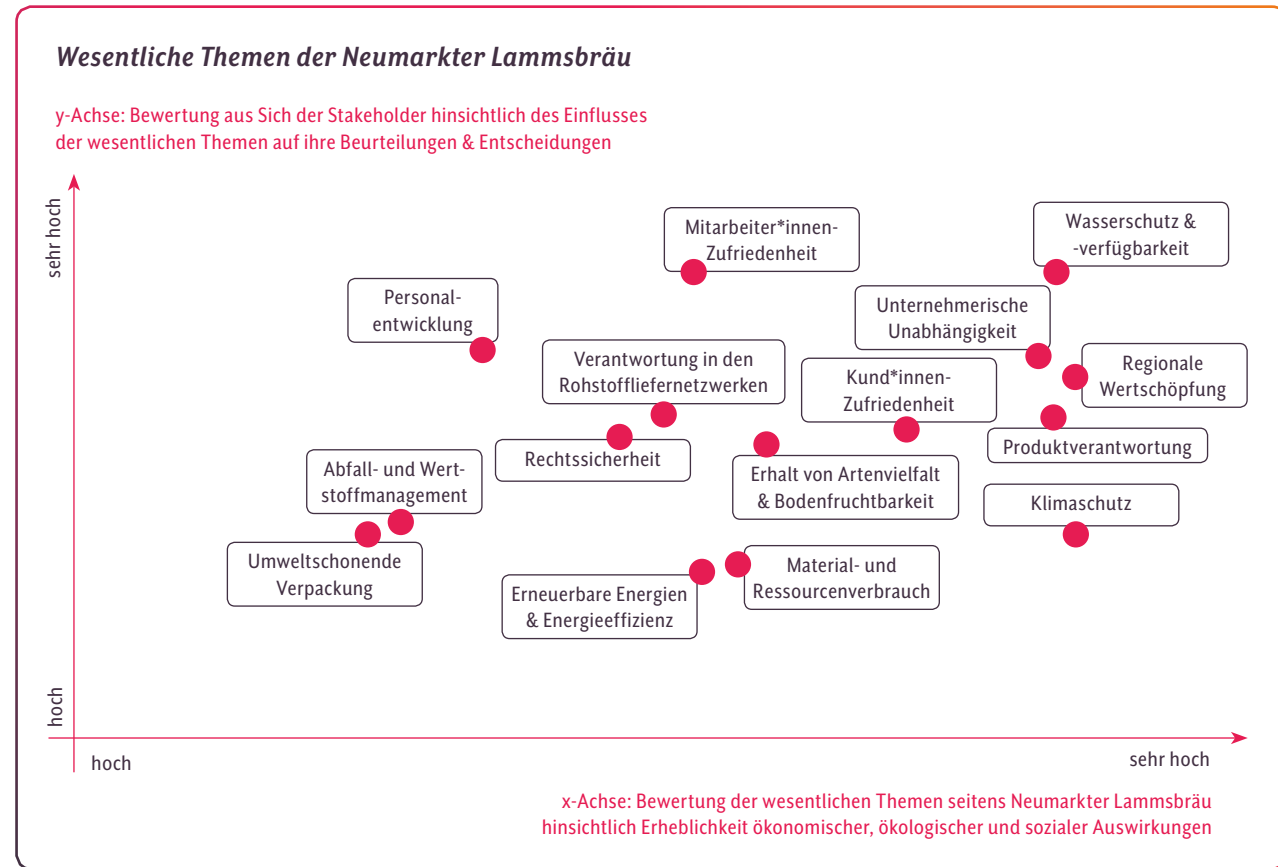 Wesentliche Themen der Neumarkter Lammsbräu
y-Achse: Bewertung aus Sich der Stakeholder hinsichtlich des Einflusses
der wesentlichen Themen auf ihre Beurteilungen & Entscheidungen
sehr hoch
Mitarbeiter*innen-
Zufriedenheit
Wasserschutz &
-verfügbarkeit
Personal-
entwicklung
Unternehmerische
Unabhängigkeit
Verantwortung in den
Rohstoffliefernetzwerken
Kund*innen-
Zufriedenheit
Regionale
Wertschöpfung
Rechtssicherheit
Produktverantwortung
Abfall- und Wert-
stoffmanagement
Erhalt von Artenvielfalt
& Bodenfruchtbarkeit
Klimaschutz
Umweltschonende
Verpackung
Erneuerbare Energien
& Energieeffizienz
Material- und
Ressourcenverbrauch
hoch
hoch
sehr hoch
x-Achse: Bewertung der wesentlichen Themen seitens Neumarkter Lammsbräu
hinsichtlich Erheblichkeit ökonomischer, ökologischer und sozialer Auswirkungen